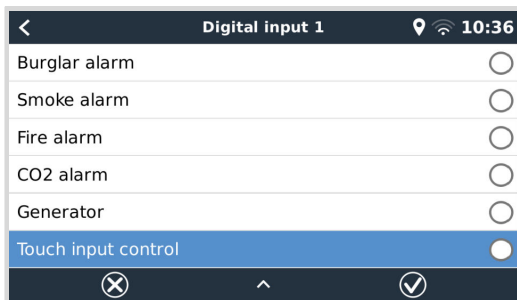 Digital input 1 10:36
Burglar alarm
Smoke alarm
Fire alarm
CO2 alarm
Generator
Touch input control